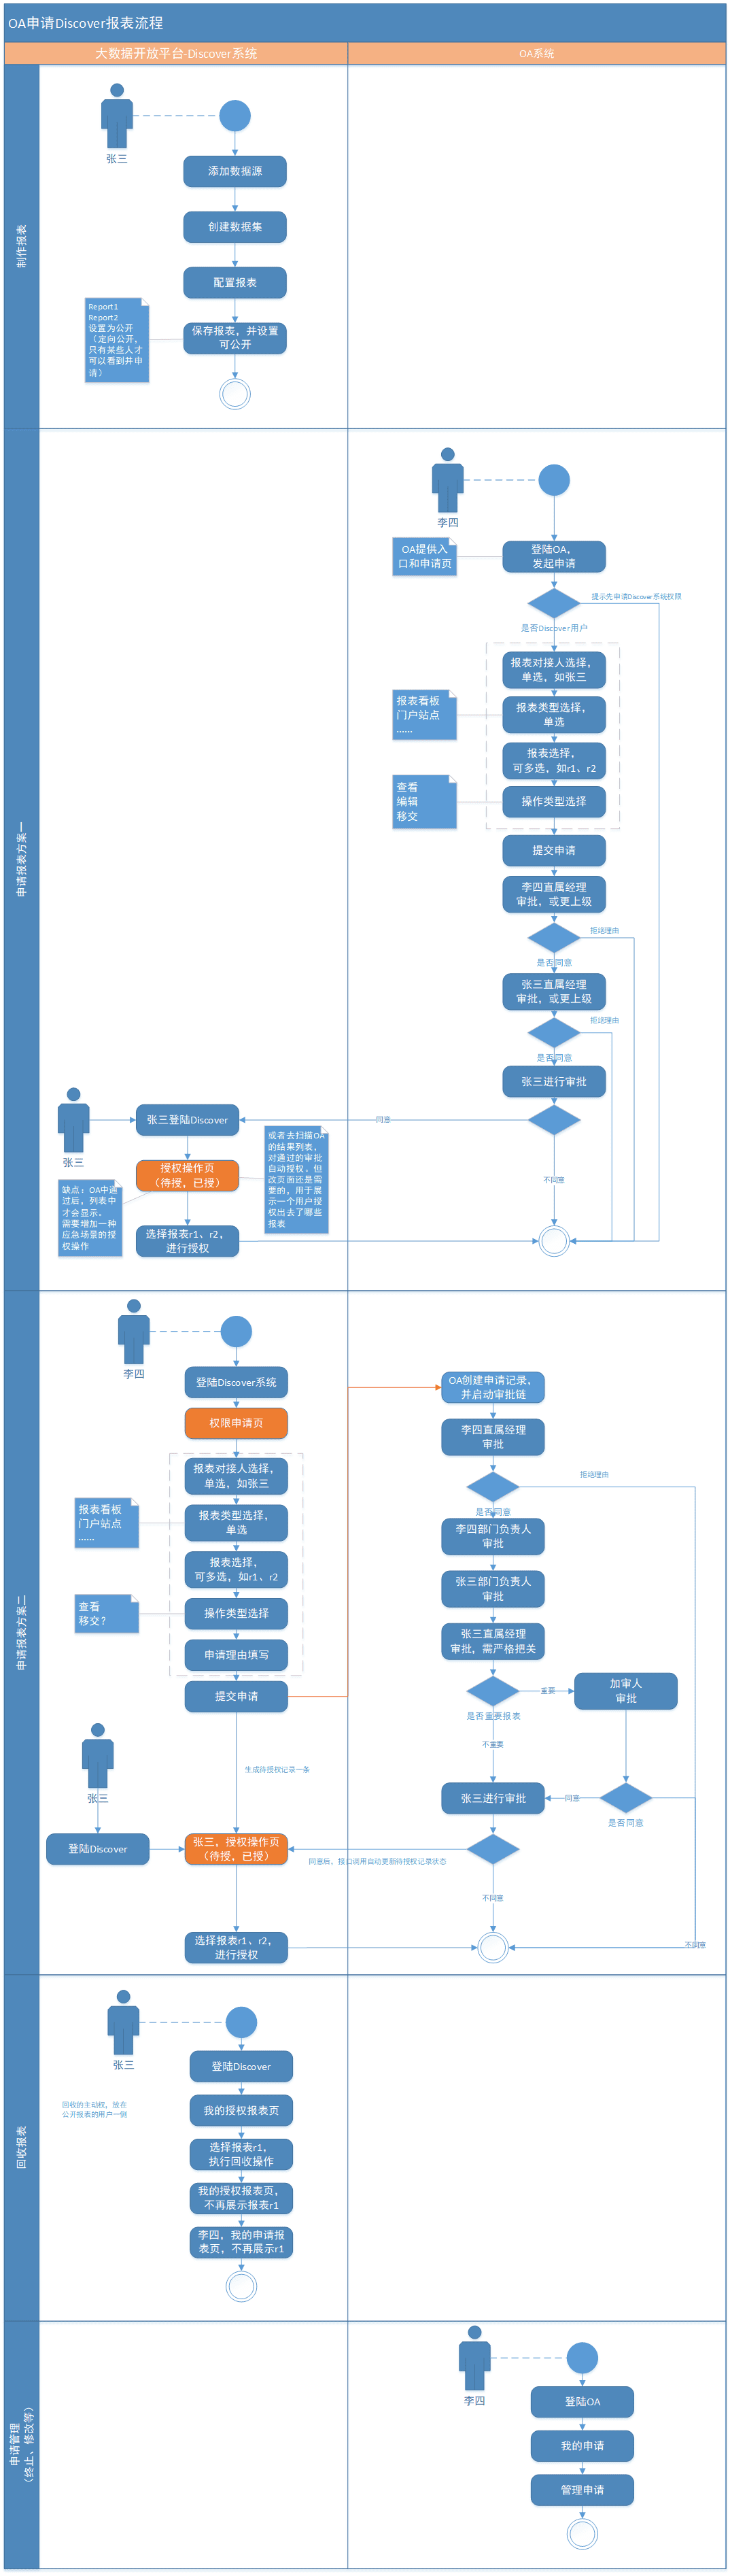 OA申请Discover报表流程
大数据开放平台-Discover系统
OA系统
制作报表
张三
添加数据源
创建数据集
配置报表
保存报表，并设置
可公开
Report1
Report2
设置为公开
（定向公开，
只有某些人才
可以看到并申
请）
申请报表方案一
李四
登陆OA，
发起申请
OA提供入
口和申请页
提示先申请Discover系统权限
是否Discover用户
报表对接人选择，
单选，如张三
报表类型选择，
单选
报表看板
门户站点
……
报表选择，
可多选，如r1、r2
操作类型选择
查看
编辑
移交
提交申请
李四直属经理
审批，或更上级
拒绝理由
是否同意
张三直属经理
审批，或更上级
拒绝理由
是否同意
张三进行审批
同意
不同意
张三
张三登陆Discover
授权操作页
（待授，已授）
选择报表r1、r2，
进行授权
或者去扫描OA
的结果列表，
对通过的审批
自动授权。但
改页面还是需
要的，用于展
示一个用户授
权出去了哪些
报表
缺点：OA中通
过后，列表中
才会显示。
需要增加一种
应急场景的授
权操作
申请报表方案二
李四
登陆Discover系统
权限申请页
报表对接人选择，
单选，如张三
报表类型选择，
单选
报表看板
门户站点
……
报表选择，
可多选，如r1、r2
操作类型选择
查看
移交？
申请理由填写
提交申请
生成待授权记录一条
张三
登陆Discover
张三，授权操作页
（待授，已授）
选择报表r1、r2，
进行授权
OA创建申请记录，
并启动审批链
李四直属经理
审批
拒绝理由
是否同意
李四部门负责人
审批
张三部门负责人
审批
张三直属经理
审批，需严格把关
重要
是否重要报表
加审人
审批
不重要
张三进行审批
同意
是否同意
同意后，接口调用自动更新待授权记录状态
不同意
不同意
回收报表
张三
登陆Discover
我的授权报表页
回收的主动权，放在
公开报表的用户一侧
选择报表r1，
执行回收操作
我的授权报表页，
不再展示报表r1
李四，我的申请报
表页，不再展示r1
申请管理
（终止、修改等）
李四
登陆OA
我的申请
管理申请